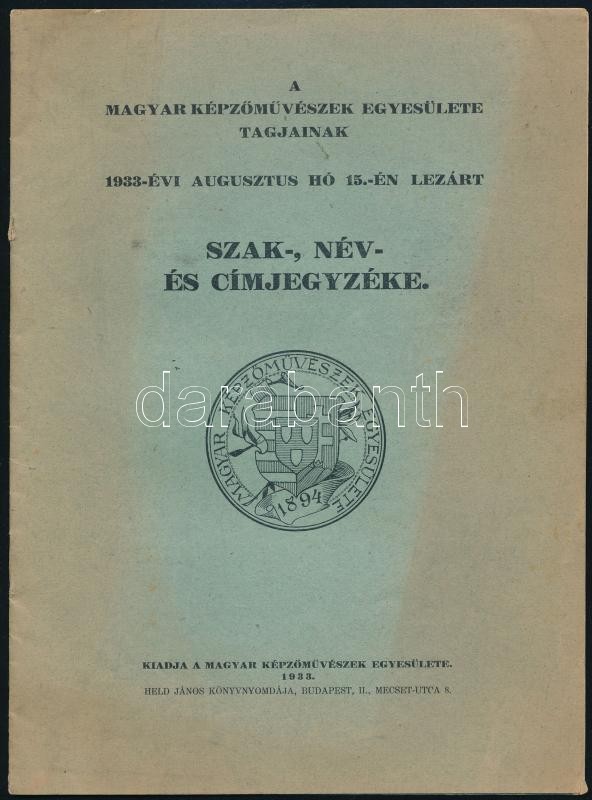 A
MAGYAR KÉPZŐMŰVÉSZEK EGYESÜLETE
TAGJAINAK
1933-ÉVI AUGUSZTUS HÓ 15.-ÉN LEZÁRT
SZAK-, NÉV-
ÉS CÍMJEGYZÉKE.
MAGYAR KÉPZŐMŰVÉSZEK EGYESÜLETE
1894
darabanth
KIADJA A MAGYAR KÉPZŐMŰVÉSZEK EGYESÜLETE.
1933.
HELD JÁNOS KÖNYVNYOMDÁJA, BUDAPEST, II., MECSET-UTCA 8.